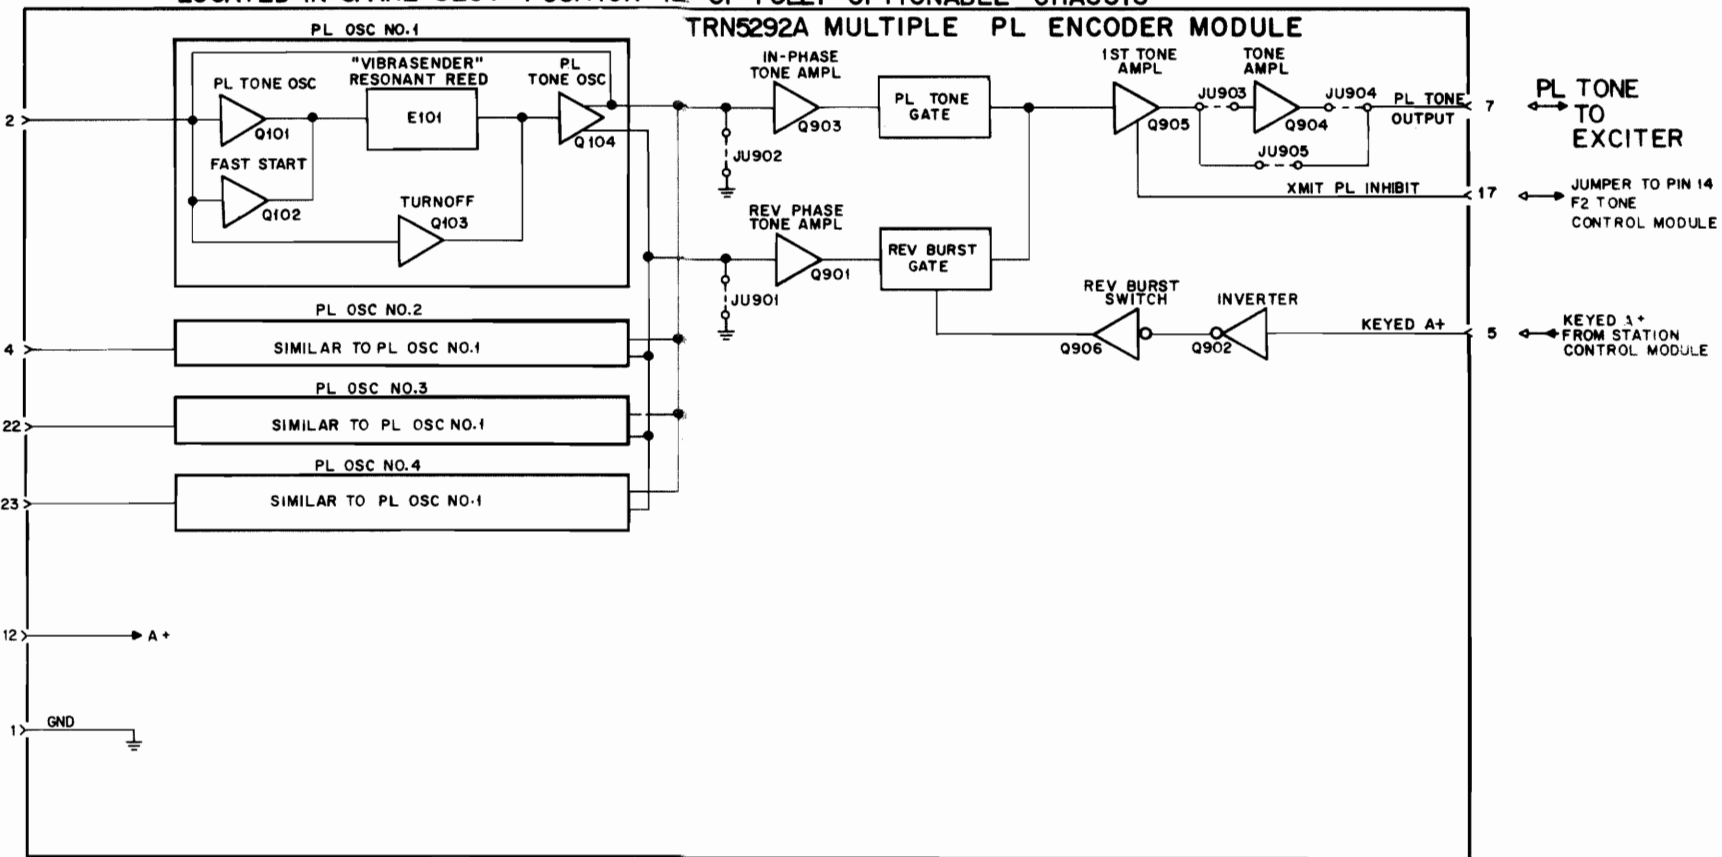 TRN5292A MULTIPLE PL ENCODER MODULE
PL OSC NO.1
"VIBRASENDER"
RESONANT REED
PL
TONE OSC
PL TONE OSC
E101
Q101
Q104
FAST START
Q102
TURNOFF
Q103
2
IN-PHASE
TONE AMPL
Q903
PL TONE
GATE
JU902
1ST TONE
AMPL
Q905
JU903
TONE
AMPL
Q904
JU904
JU905
PL TONE
OUTPUT
7
PL TONE
TO
EXCITER
XMIT PL INHIBIT
17
JUMPER TO PIN 14
F2 TONE
CONTROL MODULE
REV PHASE
TONE AMPL
Q901
REV BURST
GATE
JU901
REV BURST
SWITCH
Q906
INVERTER
Q902
KEYED A+
5
KEYED A+
FROM STATION
CONTROL MODULE
PL OSC NO.2
4
SIMILAR TO PL OSC NO.1
PL OSC NO.3
22
SIMILAR TO PL OSC NO.1
PL OSC NO.4
23
SIMILAR TO PL OSC NO.1
12
A+
1
GND